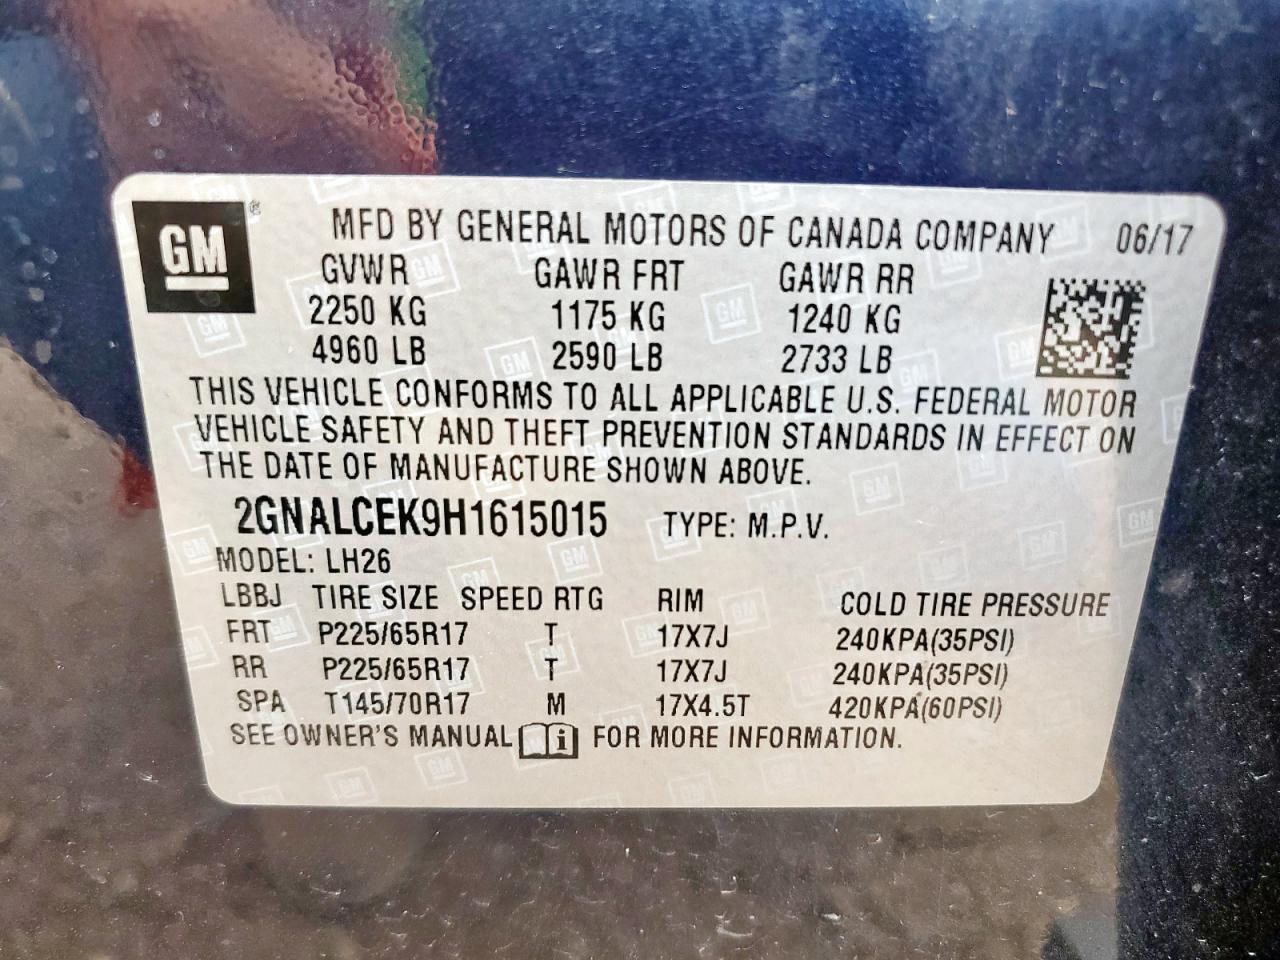 GM
MFD BY GENERAL MOTORS OF CANADA COMPANY 06/17
GVWR GAWR FRT GAWR RR
2250 KG 1175 KG 1240 KG
4960 LB 2590 LB 2733 LB
THIS VEHICLE CONFORMS TO ALL APPLICABLE U.S. FEDERAL MOTOR
VEHICLE SAFETY AND THEFT PREVENTION STANDARDS IN EFFECT ON
THE DATE OF MANUFACTURE SHOWN ABOVE.
2GNALCEK9H1615015 TYPE: M.P.V.
MODEL: LH26
LBBJ TIRE SIZE SPEED RTG RIM COLD TIRE PRESSURE
FRT P225/65R17 T 17X7J 240KPA(35PSI)
RR P225/65R17 T 17X7J 240KPA(35PSI)
SPA T145/70R17 M 17X4.5T 420KPA(60PSI)
SEE OWNER'S MANUAL i FOR MORE INFORMATION.